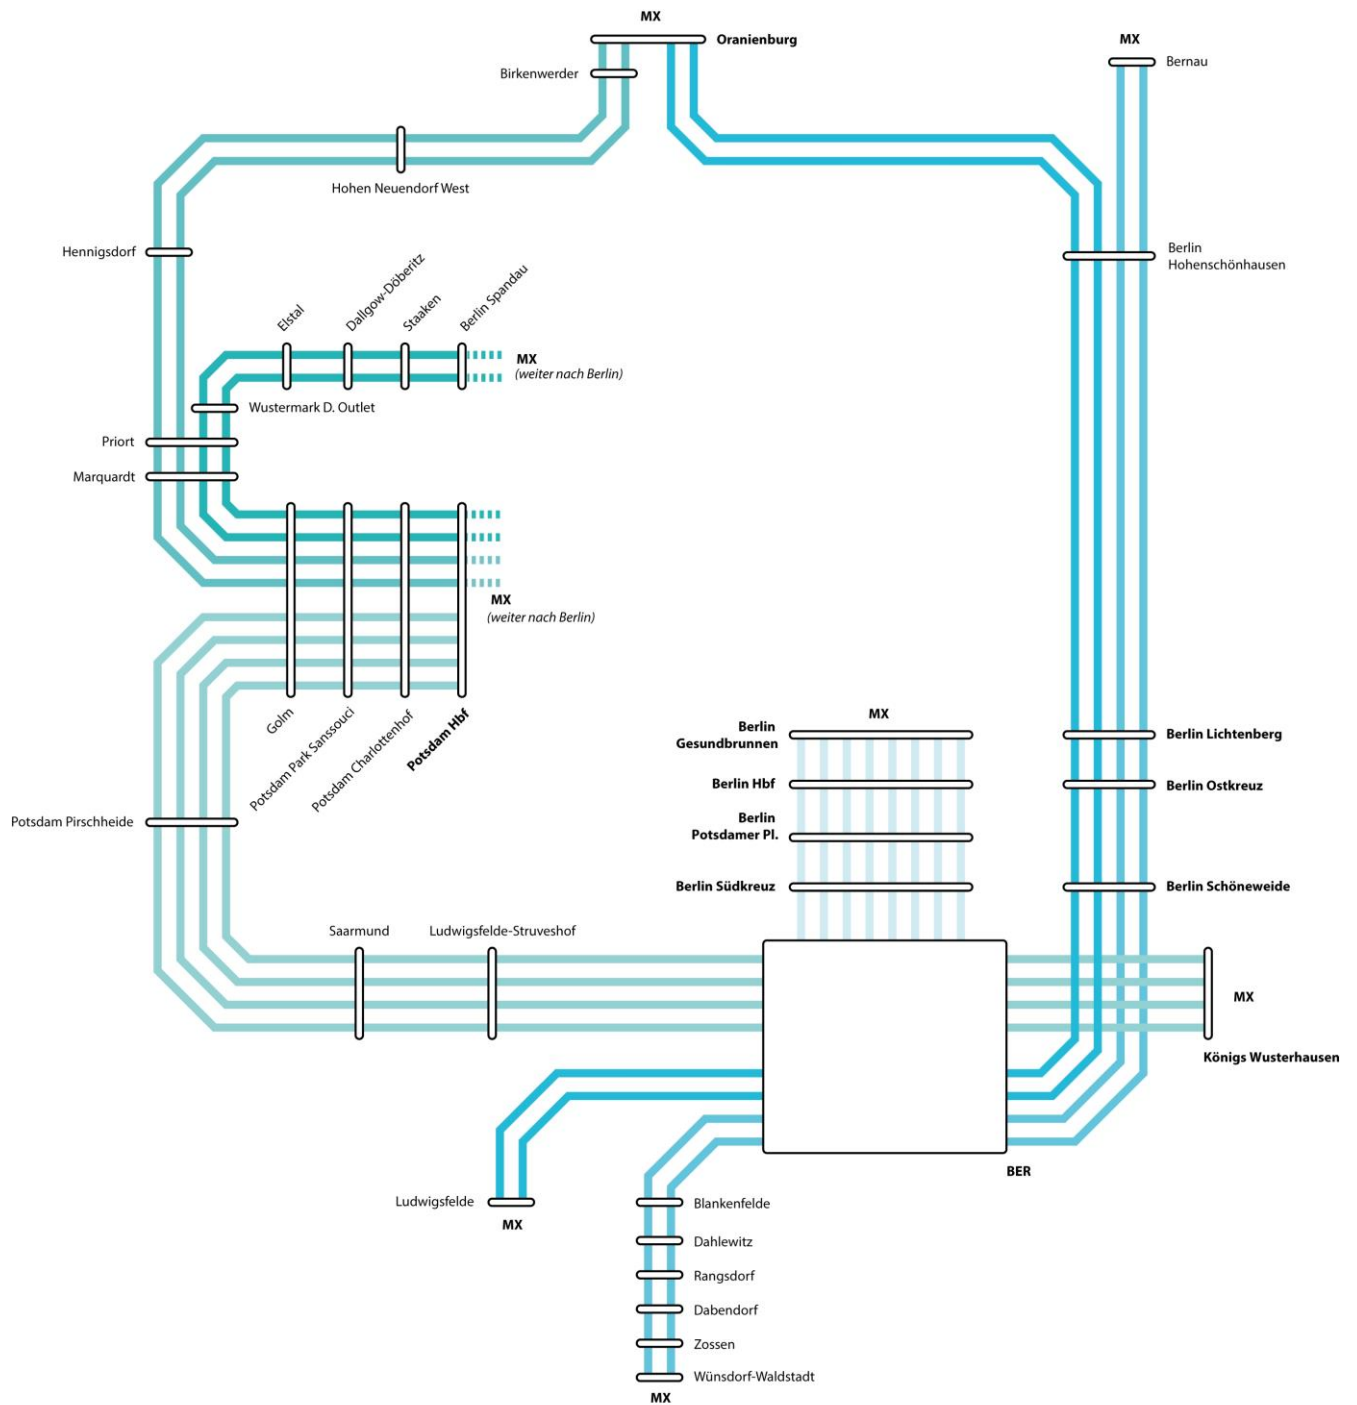 MX
Oranienburg
MX
Bernau
Birkenwerder
Hohen Neuendorf West
Hennigsdorf
Berlin
Hohenschönhausen
Elstal
Dallgow-Döberitz
Staaken
Berlin Spandau
MX
(weiter nach Berlin)
Wustermark D. Outlet
Priort
Marquardt
MX
(weiter nach Berlin)
Golm
Potsdam Park Sanssouci
Potsdam Charlottenhof
Potsdam Hbf
MX
Berlin
Gesundbrunnen
Berlin Lichtenberg
Berlin Hbf
Berlin Ostkreuz
Potsdam Pirschheide
Berlin
Potsdamer Pl.
Berlin Südkreuz
Berlin Schöneweide
Saarmund
Ludwigsfelde-Struveshof
MX
Königs Wusterhausen
BER
Ludwigsfelde
MX
Blankenfelde
Dahlewitz
Rangsdorf
Dabendorf
Zossen
Wünsdorf-Waldstadt
MX